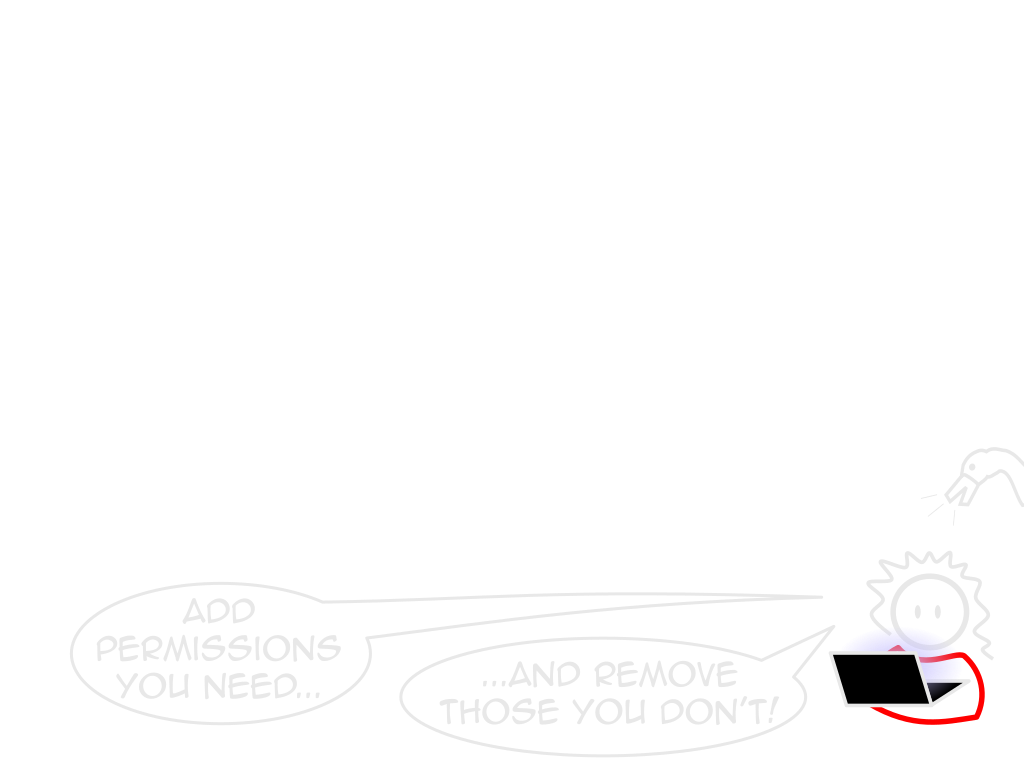 ADD
PERMISSIONS
YOU NEED...
...AND REMOVE
THOSE YOU DON'T!